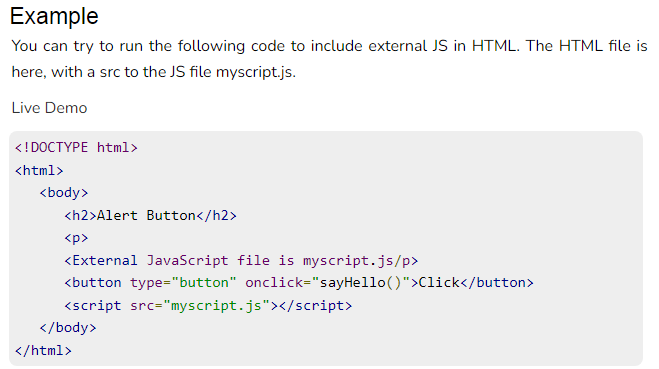 Example
You can try to run the following code to include external JS in HTML. The HTML file is
here, with a src to the JS file myscript.js.
Live Demo
<!DOCTYPE html>
<html>
<body>
<h2>Alert Button</h2>
<p>
<External JavaScript file is myscript.js/p>
<button type="button" onclick="sayHello()">Click</button>
<script src="myscript.js"></script>
</body>
</html>